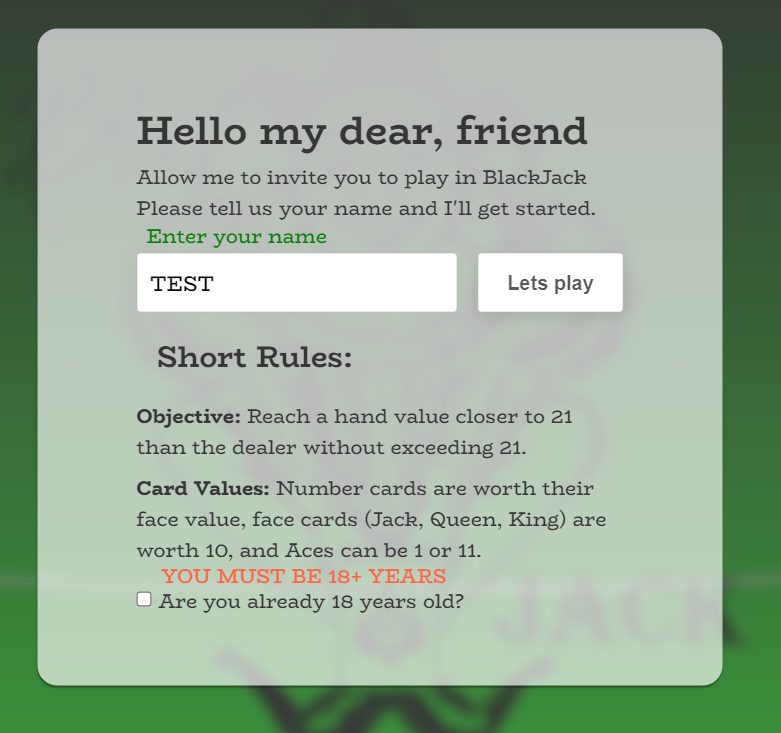 Hello my dear, friend
Allow me to invite you to play in BlackJack
Please tell us your name and I'll get started.
Enter your name
TEST
Lets play
Short Rules:
Objective: Reach a hand value closer to 21
than the dealer without exceeding 21.
Card Values: Number cards are worth their
face value, face cards (Jack, Queen, King) are
worth 10, and Aces can be 1 or 11.
YOU MUST BE 18+ YEARS
Are you already 18 years old?
JACK